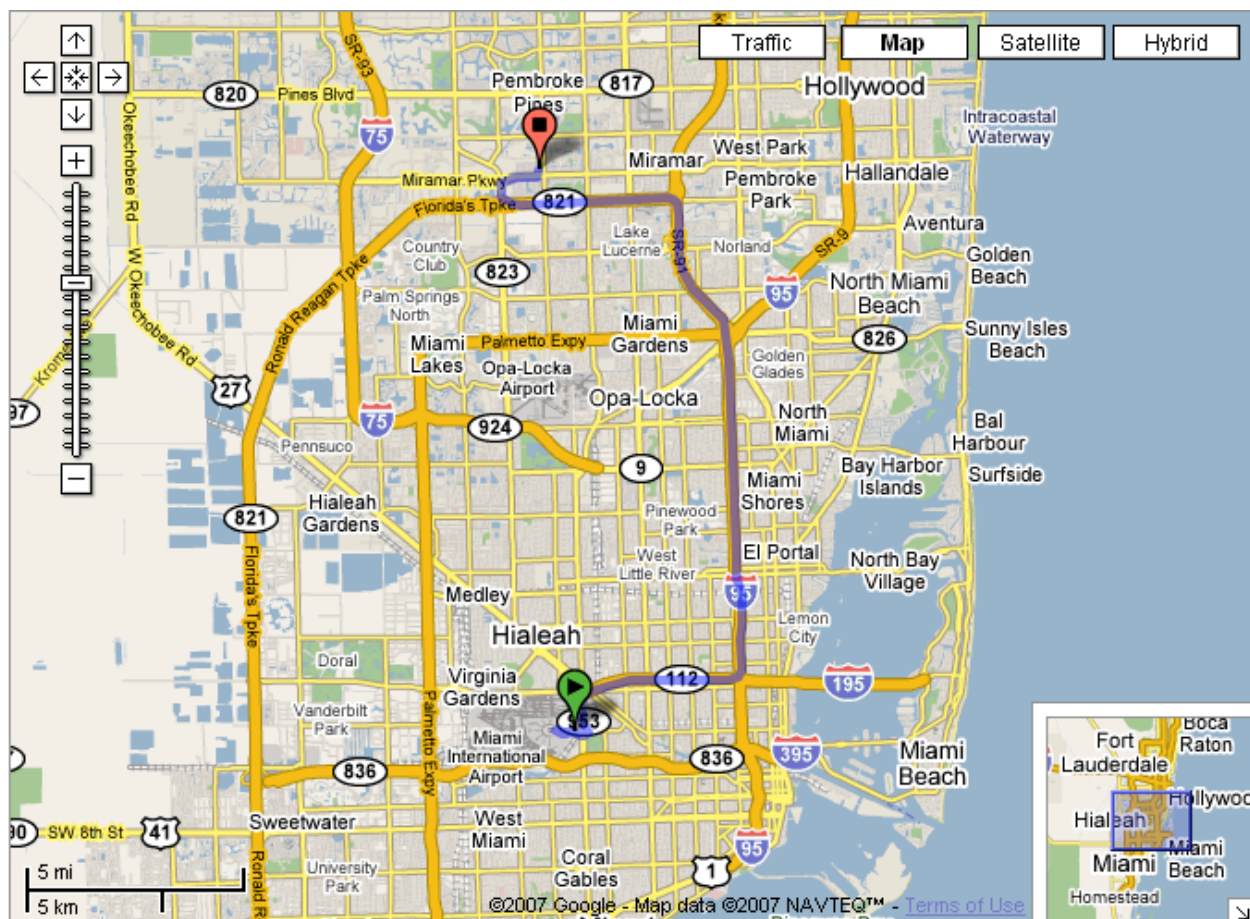 Traffic
Map
Satellite
Hybrid
SR-93
Pembroke
Pines
817
Hollywood
820
Pines Blvd
Okeechobee Rd
75
Intracoastal
Waterway
Miramar
West Park
Miramar Pkwy
Pembroke
Park
Hallandale
Florida's Tpke
821
Aventura
Lake
Lucerne
Norland
SR-9
SR-91
Country
Club
823
Golden
Beach
W Okeechobee Rd
Ronald Reagan Tpke
Palm Springs
North
95
North Miami
Beach
Miami
Gardens
Sunny Isles
Beach
826
Miami
Lakes
Palmetto Expy
Golden
Glades
Opa-Locka
Airport
Krome
27
97
Opa-Locka
75
924
North
Miami
Bal
Harbour
Pennsuco
9
Bay Harbor
Islands
Surfside
Miami
Shores
Hialeah
Gardens
821
Pinewood
Park
El Portal
West
Little River
North Bay
Village
Florida's Tpke
Medley
95
Lemon
City
Hialeah
Doral
Virginia
Gardens
112
195
Vanderbilt
Park
953
Palmetto Expy
Miami
International
Airport
836
836
395
Miami
Beach
90
SW 8th St
41
Sweetwater
West
Miami
95
University
Park
Coral
Gables
1
Ronald R
5 mi
5 km
©2007 Google - Map data ©2007 NAVTEQ™ - Terms of Use
Boca
Raton
Fort
Lauderdale
Hollywo
Hialeah
Miami
Beach
Miami
Homestead